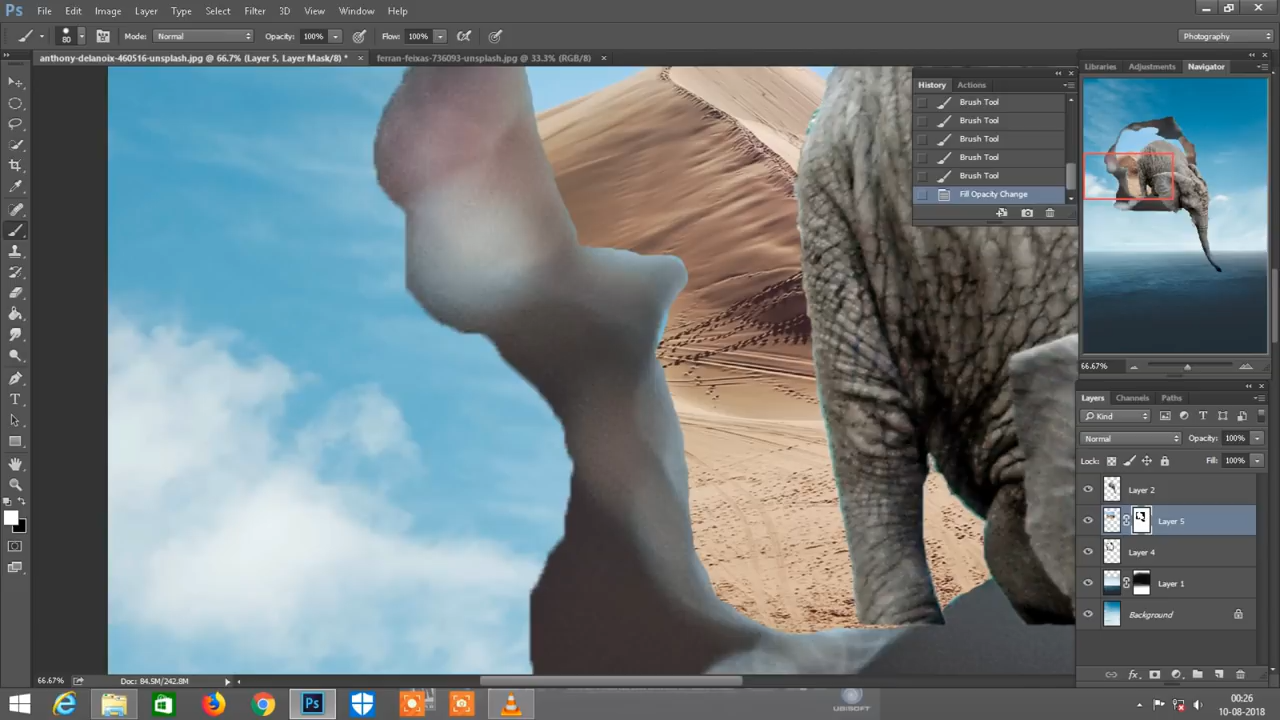 Ps File Edit Image Layer Type Select Filter 3D View Window Help
80 Mode: Normal Opacity: 100% Flow: 100% Photography
anthony-delanoix-460516-unsplash.jpg @ 66.7% (Layer 5, Layer Mask/8) * × ferran-feixas-736093-unsplash.jpg @ 33.3% (RGB/8) ×
Libraries Adjustments Navigator
History Actions
Brush Tool
Brush Tool
Brush Tool
Brush Tool
Brush Tool
Fill Opacity Change
66.67%
Layers Channels Paths
Kind
Normal Opacity: 100%
Lock: Fill: 100%
Layer 2
Layer 5
Layer 4
Layer 1
Background
66.67% Doc: 84.5M/242.8M
Ps UBISOFT 00:26
10-08-2018